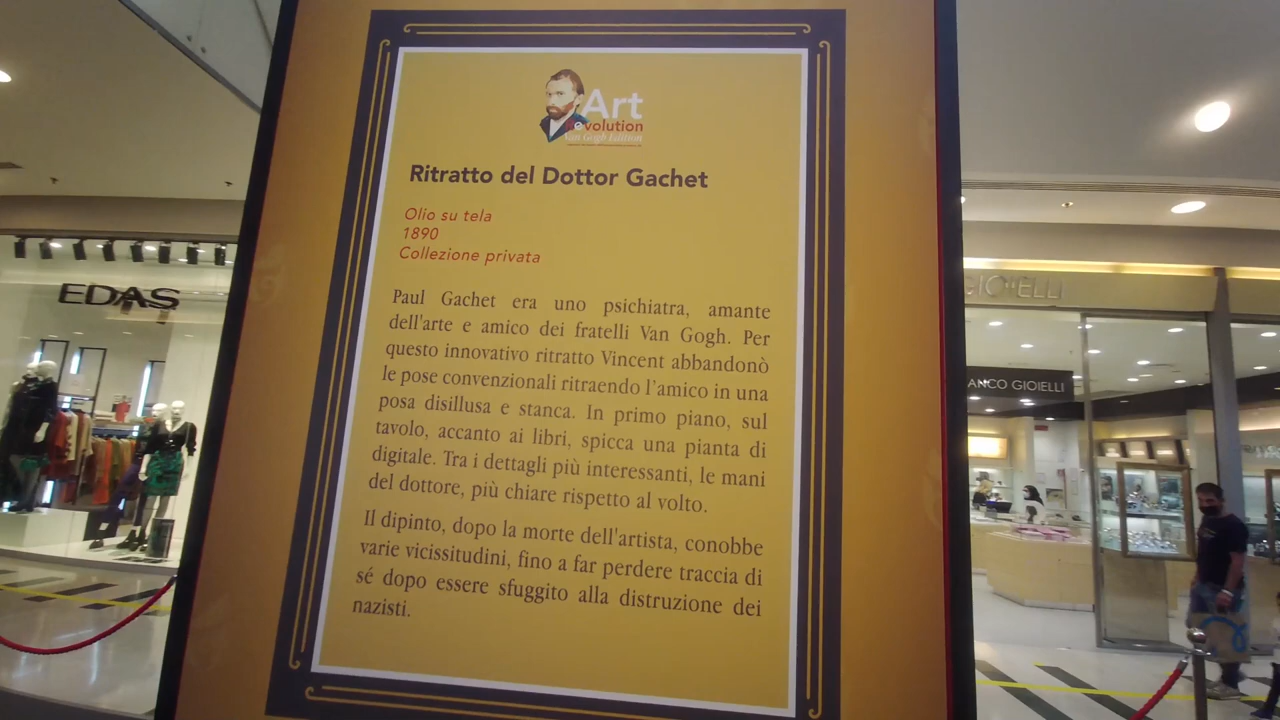 Art
Revolution
Van Gogh Edition
Ritratto del Dottor Gachet
Olio su tela
1890
Collezione privata
Paul Gachet era uno psichiatra, amante
dell'arte e amico dei fratelli Van Gogh. Per
questo innovativo ritratto Vincent abbandonò
le pose convenzionali ritraendo l'amico in una
posa disillusa e stanca. In primo piano, sul
tavolo, accanto ai libri, spicca una pianta di
digitale. Tra i dettagli più interessanti, le mani
del dottore, più chiare rispetto al volto.
Il dipinto, dopo la morte dell'artista, conobbe
varie vicissitudini, fino a far perdere traccia di
sé dopo essere sfuggito alla distruzione dei
nazisti.
EDAS
GIOIELLI
ANCO GIOIELLI